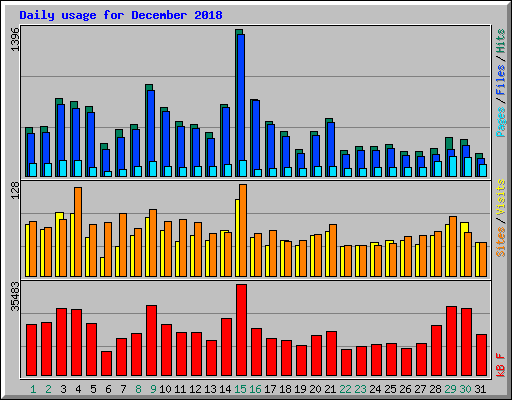 Daily usage for December 2018
1396
Pages / Files / Hits
128
Sites / Visits
35483
kB F
1 2 3 4 5 6 7 8 9 10 11 12 13 14 15 16 17 18 19 20 21 22 23 24 25 26 27 28 29 30 31